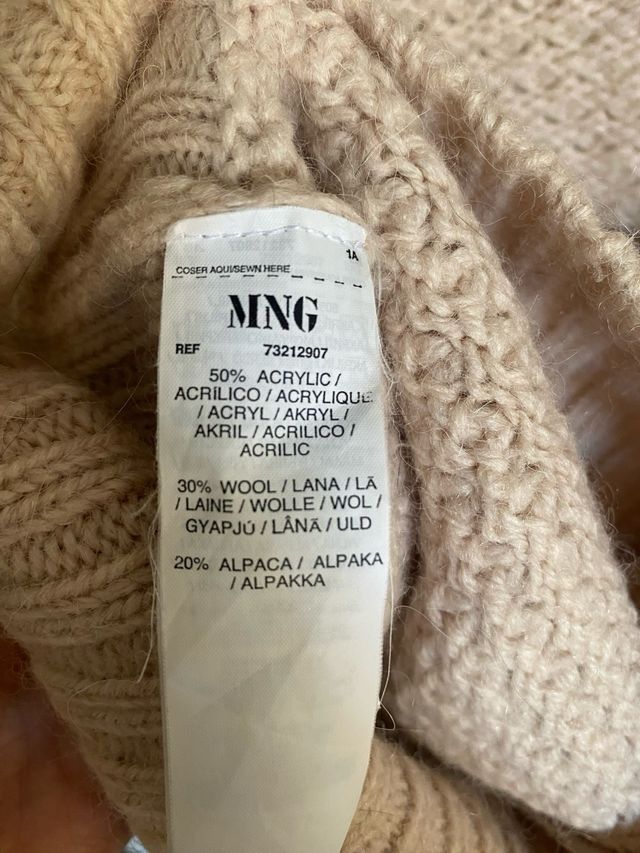 1A
COSER AQUI/SEWN HERE
MNG
REF 73212907
50% ACRYLIC /
ACRÍLICO / ACRYLIQUE
/ ACRYL / AKRYL /
AKRIL / ACRILICO /
ACRILIC
30% WOOL / LANA / LÃ
/ LAINE / WOLLE / WOL /
GYAPJÚ / LÂNĂ / ULD
20% ALPACA / ALPAKA
/ ALPAKKA